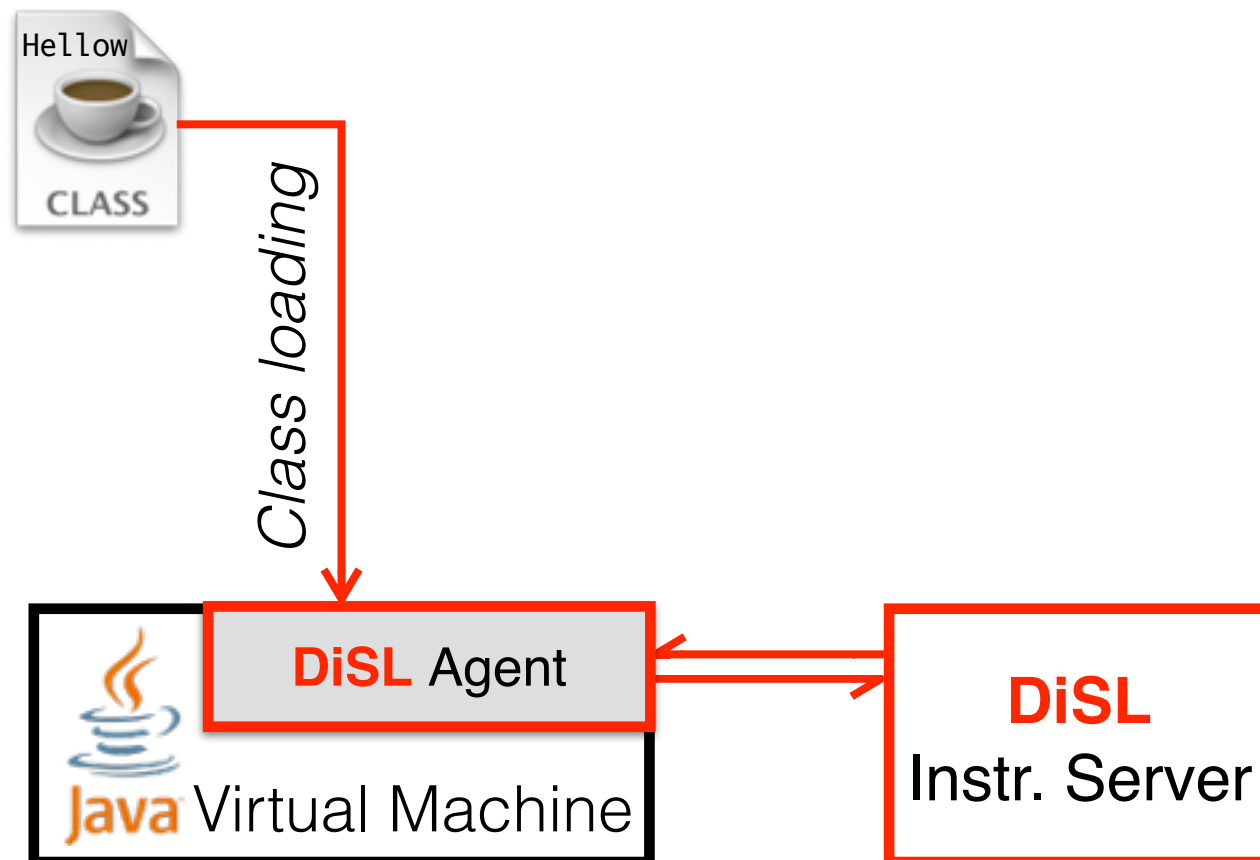 Hellow
CLASS
Class loading
DiSL Agent
Java Virtual Machine
DiSL
Instr. Server